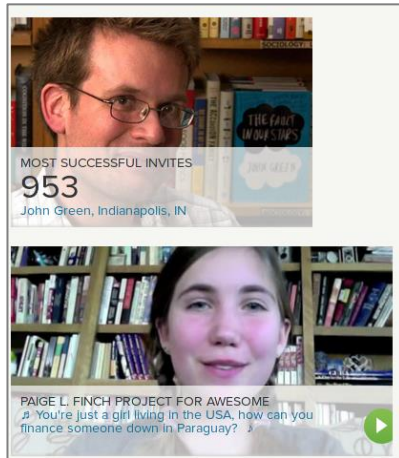 SOCIOLOGY
THE FAULT
IN OUR STARS
JOHN GREEN
MOST SUCCESSFUL INVITES
953
John Green, Indianapolis, IN
PAIGE L. FINCH PROJECT FOR AWESOME
♫ You're just a girl living in the USA, how can you
finance someone down in Paraguay? ♪